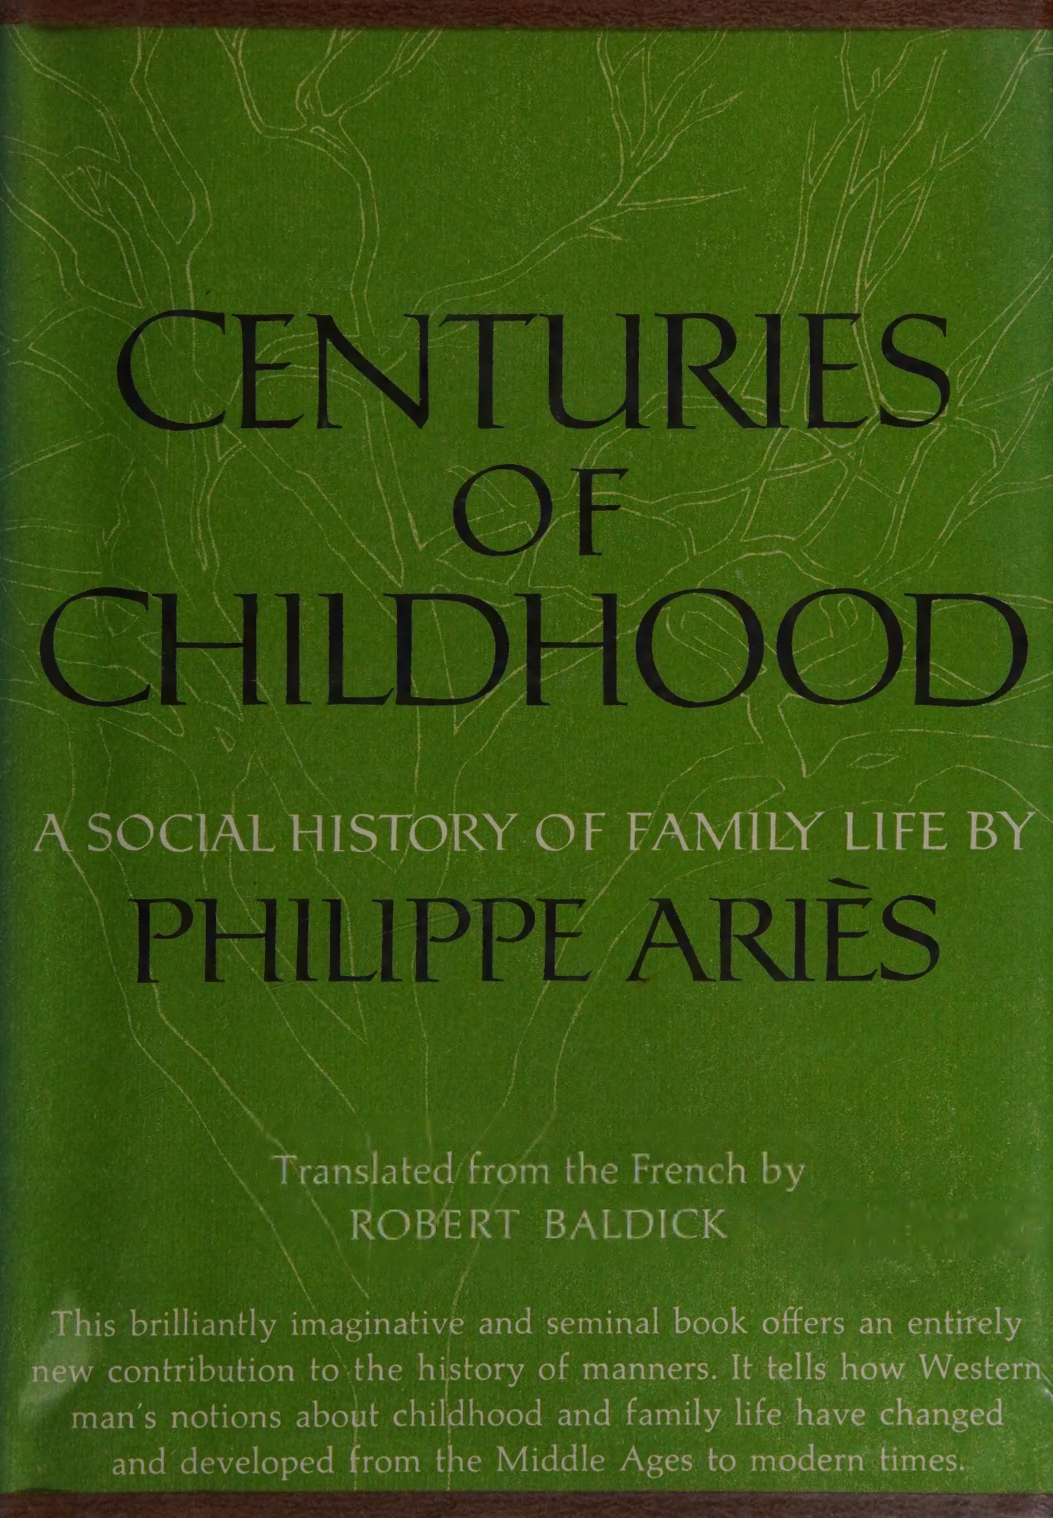 CENTURIES
OF
CHILDHOOD
A SOCIAL HISTORY OF FAMILY LIFE BY
PHILIPPE ARIÈS
Translated from the French by
ROBERT BALDICK
This brilliantly imaginative and seminal book offers an entirely
new contribution to the history of manners. It tells how Western
man's notions about childhood and family life have changed
and developed from the Middle Ages to modern times.